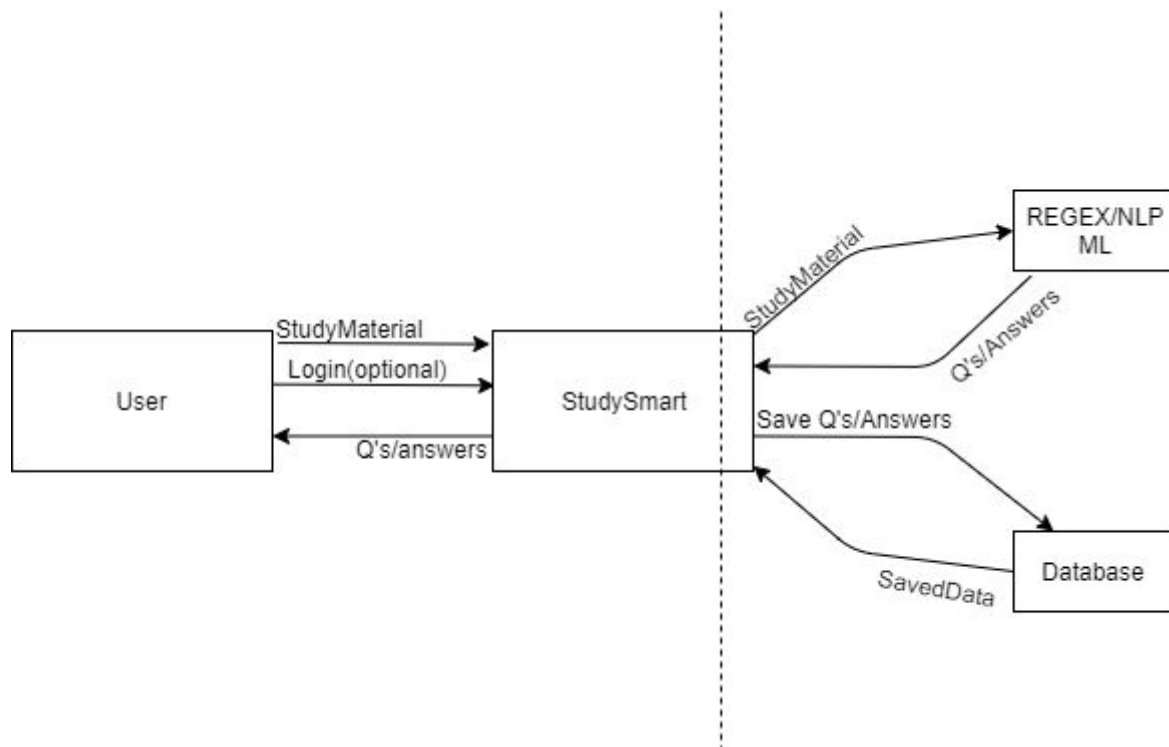 REGEX/NLP
ML
StudyMaterial
Q's/Answers
StudyMaterial
Login(optional)
User
StudySmart
Q's/answers
Save Q's/Answers
Database
SavedData